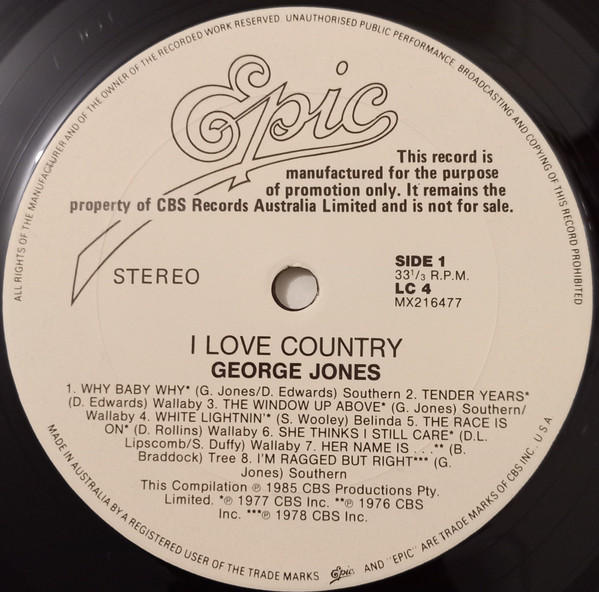 ALL RIGHTS OF THE MANUFACTURER AND OF THE OWNER OF THE RECORDED WORK RESERVED UNAUTHORISED PUBLIC PERFORMANCE BROADCASTING AND COPYING OF THIS RECORD PROHIBITED
Epic
This record is
manufactured for the purpose
of promotion only. It remains the
property of CBS Records Australia Limited and is not for sale.
STEREO
SIDE 1
33 1/3 R.P.M.
LC 4
MX216477
I LOVE COUNTRY
GEORGE JONES
1. WHY BABY WHY* (G. Jones/D. Edwards) Southern 2. TENDER YEARS*
(D. Edwards) Wallaby 3. THE WINDOW UP ABOVE* (G. Jones) Southern/
Wallaby 4. WHITE LIGHTNIN'* (S. Wooley) Belinda 5. THE RACE IS
ON* (D. Rollins) Wallaby 6. SHE THINKS I STILL CARE* (D.L.
Lipscomb/S. Duffy) Wallaby 7. HER NAME IS . . .** (B.
Braddock) Tree 8. I'M RAGGED BUT RIGHT*** (G.
Jones) Southern
This Compilation ℗ 1985 CBS Productions Pty.
Limited. *℗ 1977 CBS Inc. **℗ 1976 CBS
Inc. ***℗ 1978 CBS Inc.
MADE IN AUSTRALIA BY A REGISTERED USER OF THE TRADE MARKS Epic AND "EPIC" ARE TRADE MARKS OF CBS INC. USA